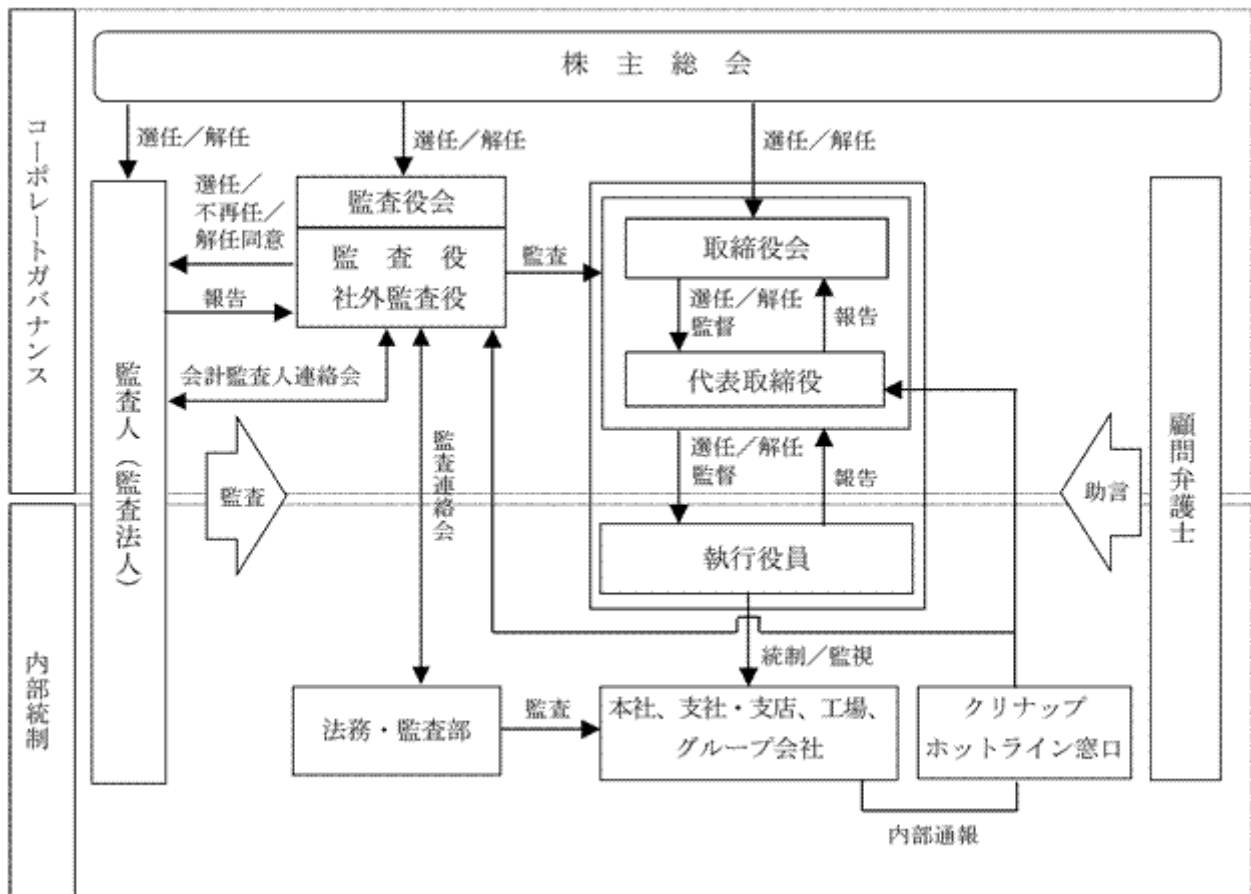 株主総会
コーポレートガバナンス
選任／解任
選任／解任
選任／解任
選任／
不再任／
解任同意
報告
会計監査人連絡会
監査人（監査法人）
監査
監査役会
監査役
社外監査役
監査
監査連絡会
取締役会
選任／解任
監督
報告
代表取締役
選任／解任
監督
報告
執行役員
統制／監視
助言
顧問弁護士
内部統制
法務・監査部
監査
本社、支社・支店、工場、
グループ会社
クリナップ
ホットライン窓口
内部通報